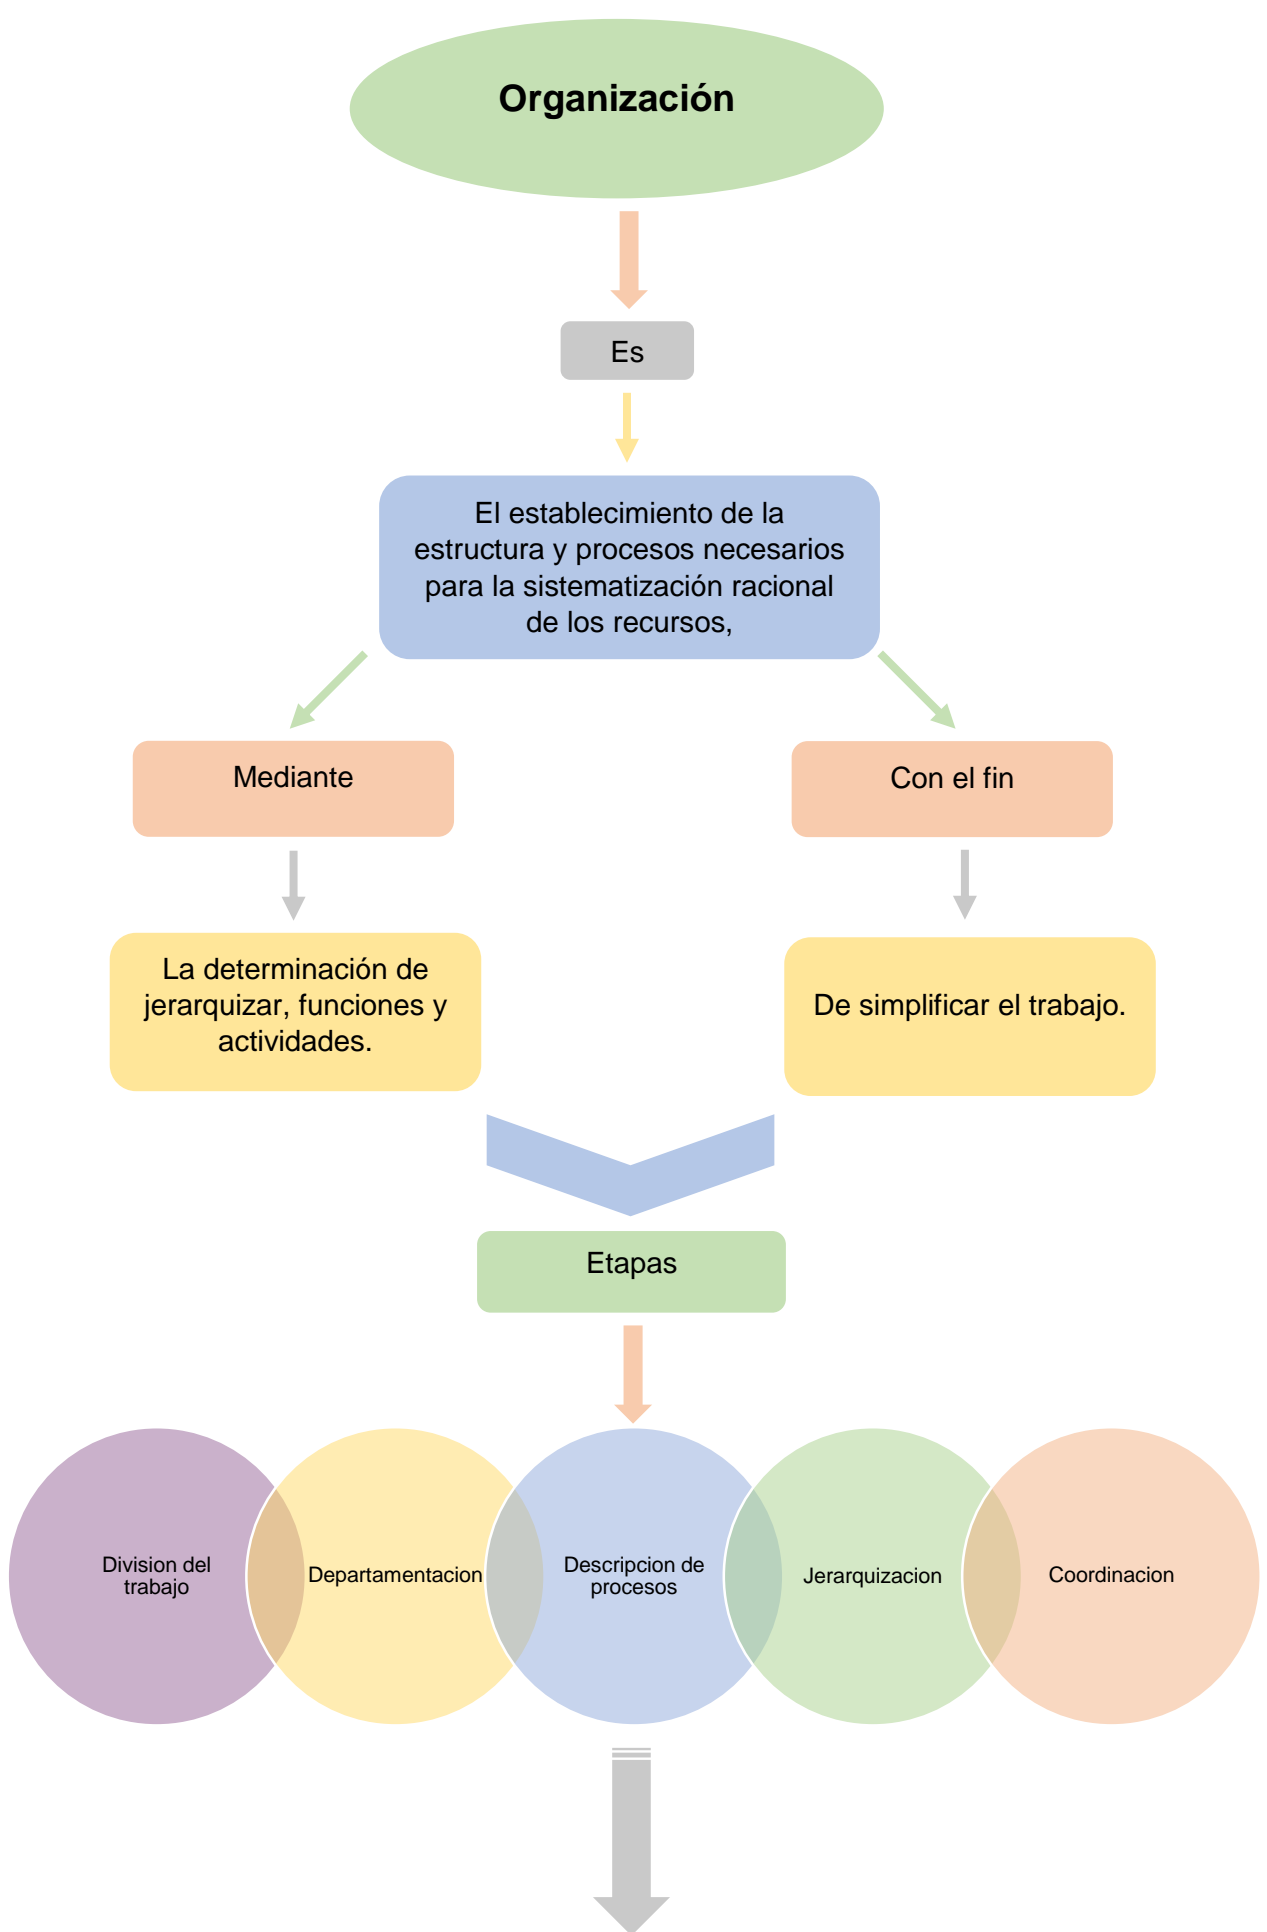 Organización
Es
El establecimiento de la
estructura y procesos necesarios
para la sistematización racional
de los recursos,
Mediante
Con el fin
La determinación de
jerarquizar, funciones y
actividades.
De simplificar el trabajo.
Etapas
Division del
trabajo
Departamentacion
Descripcion de
procesos
Jerarquizacion
Coordinacion